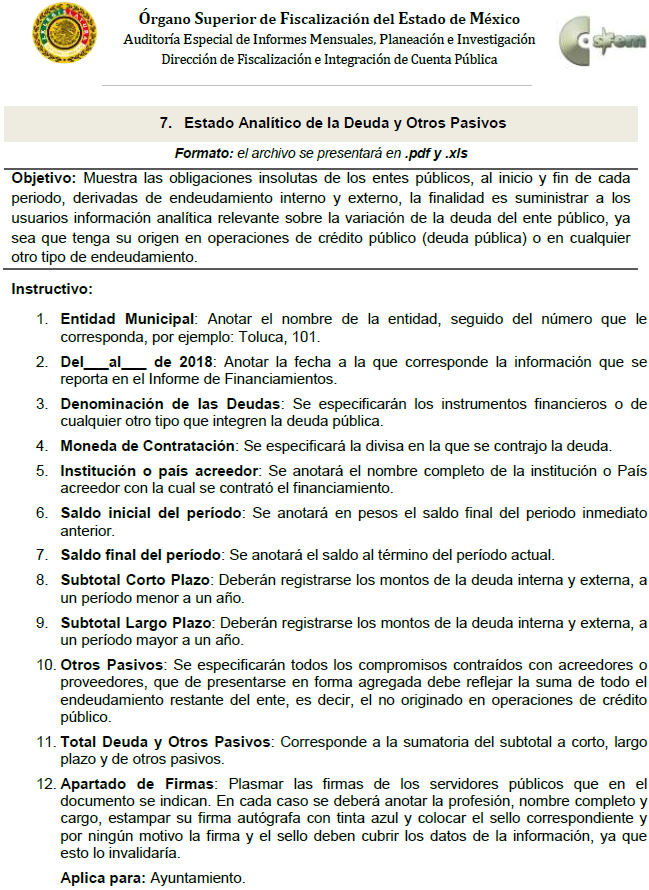 Órgano Superior de Fiscalización del Estado de México
Auditoría Especial de Informes Mensuales, Planeación e Investigación
Dirección de Fiscalización e Integración de Cuenta Pública
osfem
7. Estado Analítico de la Deuda y Otros Pasivos
Formato: el archivo se presentará en .pdf y .xls
Objetivo: Muestra las obligaciones insolutas de los entes públicos, al inicio y fin de cada
periodo, derivadas de endeudamiento interno y externo, la finalidad es suministrar a los
usuarios información analítica relevante sobre la variación de la deuda del ente público, ya
sea que tenga su origen en operaciones de crédito público (deuda pública) o en cualquier
otro tipo de endeudamiento.
Instructivo:
1. Entidad Municipal: Anotar el nombre de la entidad, seguido del número que le
corresponda, por ejemplo: Toluca, 101.
2. Del___al___ de 2018: Anotar la fecha a la que corresponde la información que se
reporta en el Informe de Financiamientos.
3. Denominación de las Deudas: Se especificarán los instrumentos financieros o de
cualquier otro tipo que integren la deuda pública.
4. Moneda de Contratación: Se especificará la divisa en la que se contrajo la deuda.
5. Institución o país acreedor: Se anotará el nombre completo de la institución o País
acreedor con la cual se contrató el financiamiento.
6. Saldo inicial del período: Se anotará en pesos el saldo final del periodo inmediato
anterior.
7. Saldo final del período: Se anotará el saldo al término del período actual.
8. Subtotal Corto Plazo: Deberán registrarse los montos de la deuda interna y externa, a
un período menor a un año.
9. Subtotal Largo Plazo: Deberán registrarse los montos de la deuda interna y externa, a
un período mayor a un año.
10. Otros Pasivos: Se especificarán todos los compromisos contraídos con acreedores o
proveedores, que de presentarse en forma agregada debe reflejar la suma de todo el
endeudamiento restante del ente, es decir, el no originado en operaciones de crédito
público.
11. Total Deuda y Otros Pasivos: Corresponde a la sumatoria del subtotal a corto, largo
plazo y de otros pasivos.
12. Apartado de Firmas: Plasmar las firmas de los servidores públicos que en el
documento se indican. En cada caso se deberá anotar la profesión, nombre completo y
cargo, estampar su firma autógrafa con tinta azul y colocar el sello correspondiente y
por ningún motivo la firma y el sello deben cubrir los datos de la información, ya que
esto lo invalidaría.
Aplica para: Ayuntamiento.